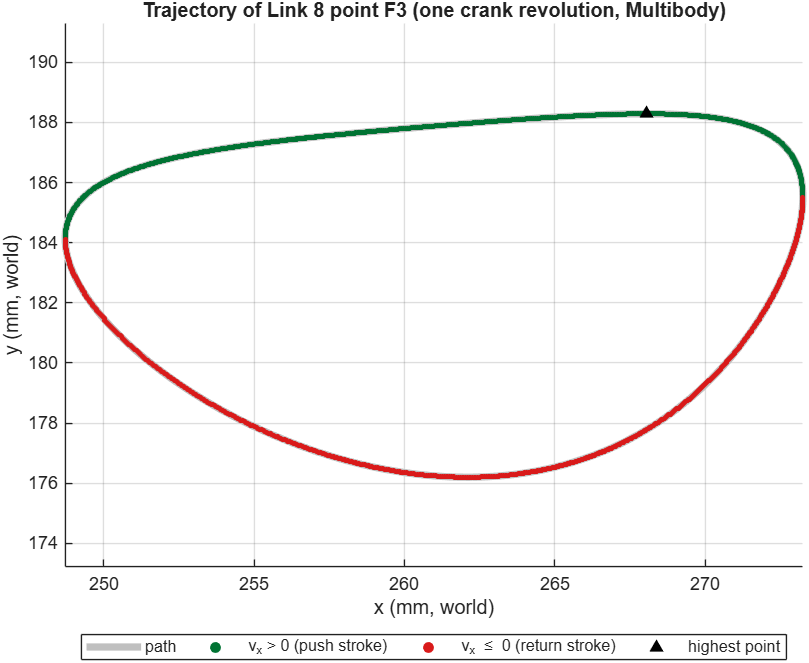 Trajectory of Link 8 point F3 (one crank revolution, Multibody)
y (mm, world)
190
188
186
184
182
180
178
176
174
250 255 260 265 270
x (mm, world)
path vₓ > 0 (push stroke) vₓ ≤ 0 (return stroke) highest point